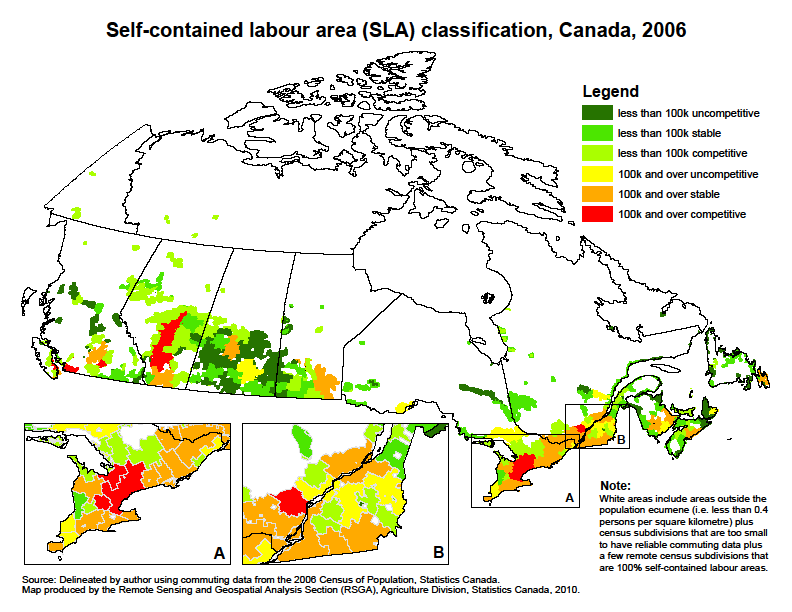 Self-contained labour area (SLA) classification, Canada, 2006
Legend
less than 100k uncompetitive
less than 100k stable
less than 100k competitive
100k and over uncompetitive
100k and over stable
100k and over competitive
B
A
A
B
Note:
White areas include areas outside the
population ecumene (i.e. less than 0.4
persons per square kilometre) plus
census subdivisions that are too small
to have reliable commuting data plus
a few remote census subdivisions that
are 100% self-contained labour areas.
Source: Delineated by author using commuting data from the 2006 Census of Population, Statistics Canada.
Map produced by the Remote Sensing and Geospatial Analysis Section (RSGA), Agriculture Division, Statistics Canada, 2010.